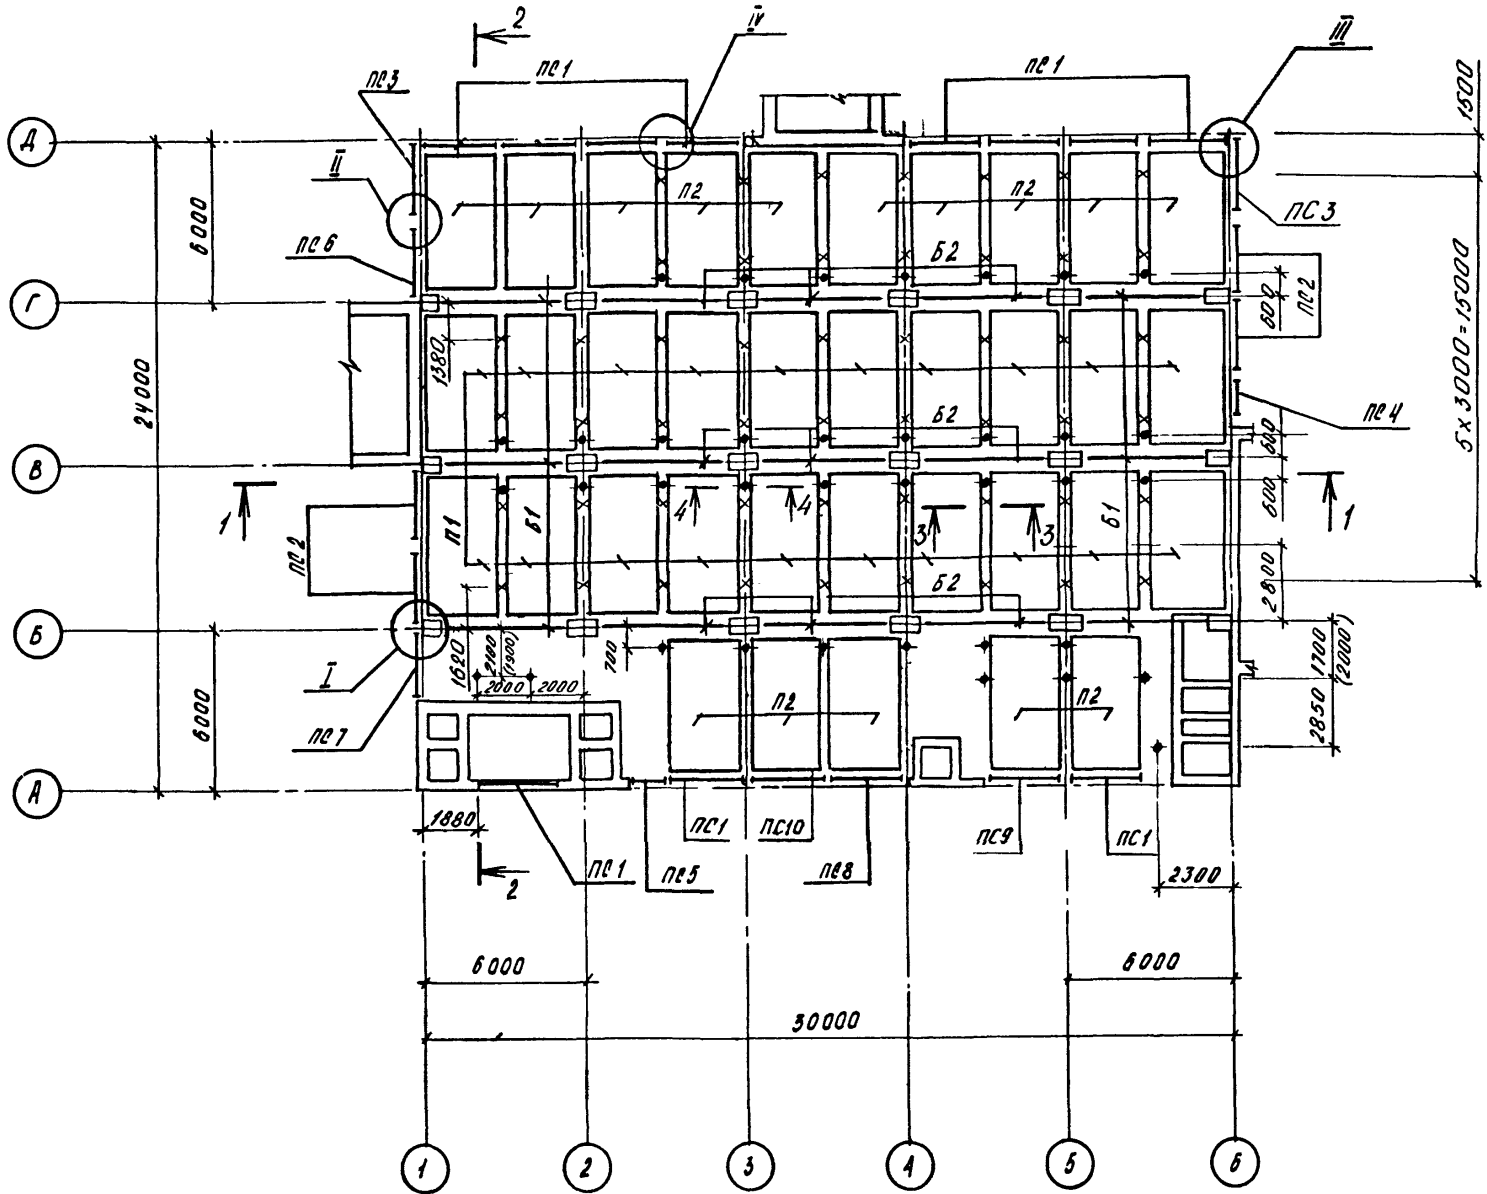 2
IV
III
ПС1
ПС1
ПС3
1500
Д
II
П2
П2
ПС3
6000
ПС6
Б2
ПС2
600
Г
1380
5×3000=15000
24000
ПС4
Б2
600
В
1
4
4
3
3
1
П1
Б1
Б1
600
ПС2
2800
Б2
Б
I
1620
2100
(1900)
2000
2000
700
1700
(2000)
П2
П2
6000
2850
ПС7
А
1880
ПС1
ПС10
ПС9
ПС1
2
ПС1
ПС5
ПС8
2300
6000
6000
30000
1
2
3
4
5
6